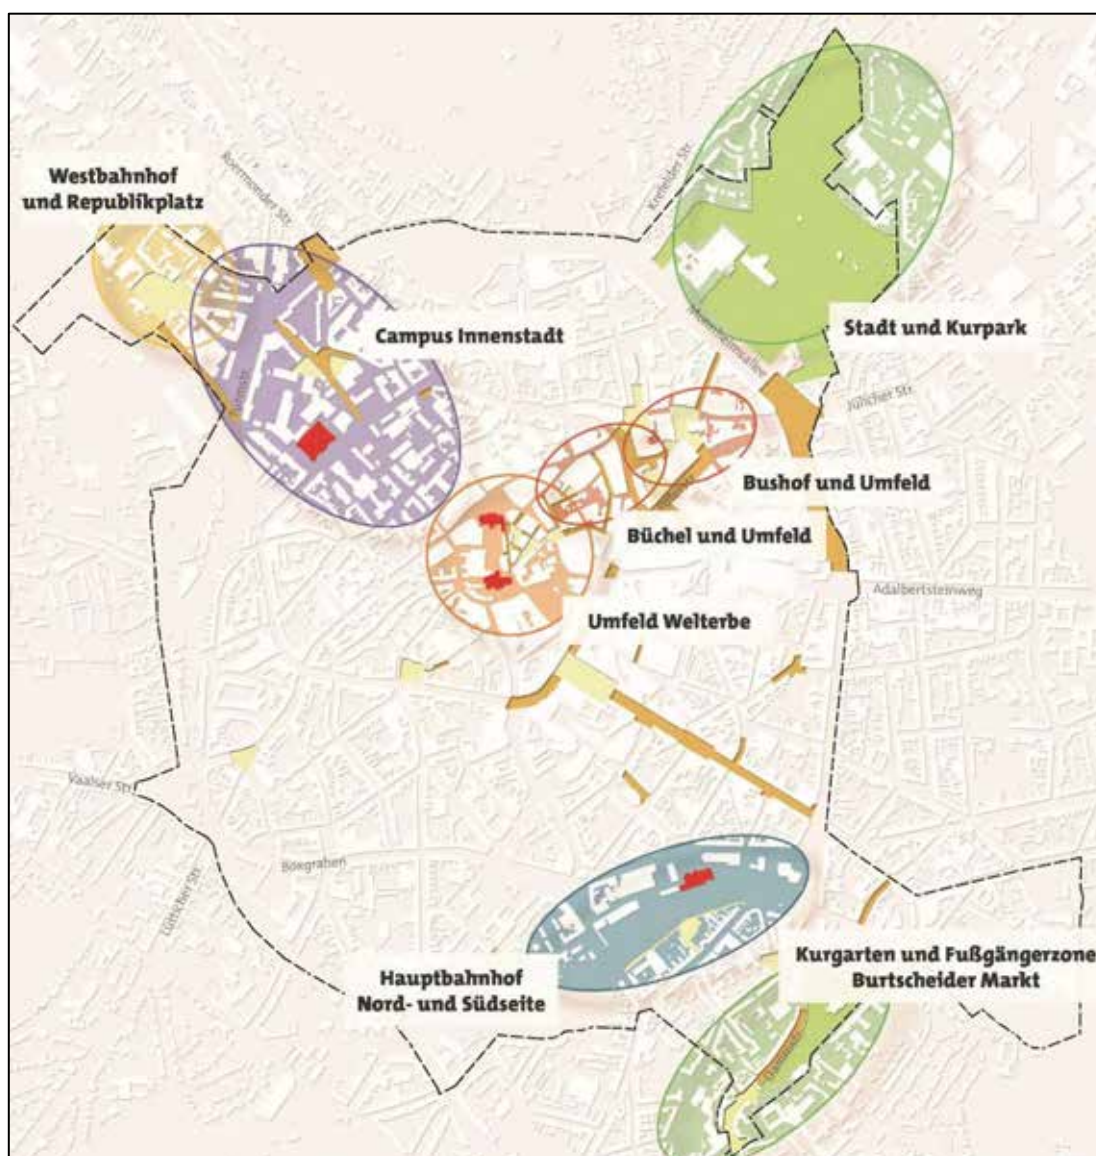 Westbahnhof
und Republikplatz
Roermonder Str.
Krefelder Str.
Campus Innenstadt
Stadt und Kurpark
Jülicher Str.
Bushof und Umfeld
Büchel und Umfeld
Adalbertsteinweg
Umfeld Welterbe
Vaalser Str.
Boxgraben
Lütticher Str.
Hauptbahnhof
Nord- und Südseite
Kurgarten und Fußgängerzone
Burtscheider Markt